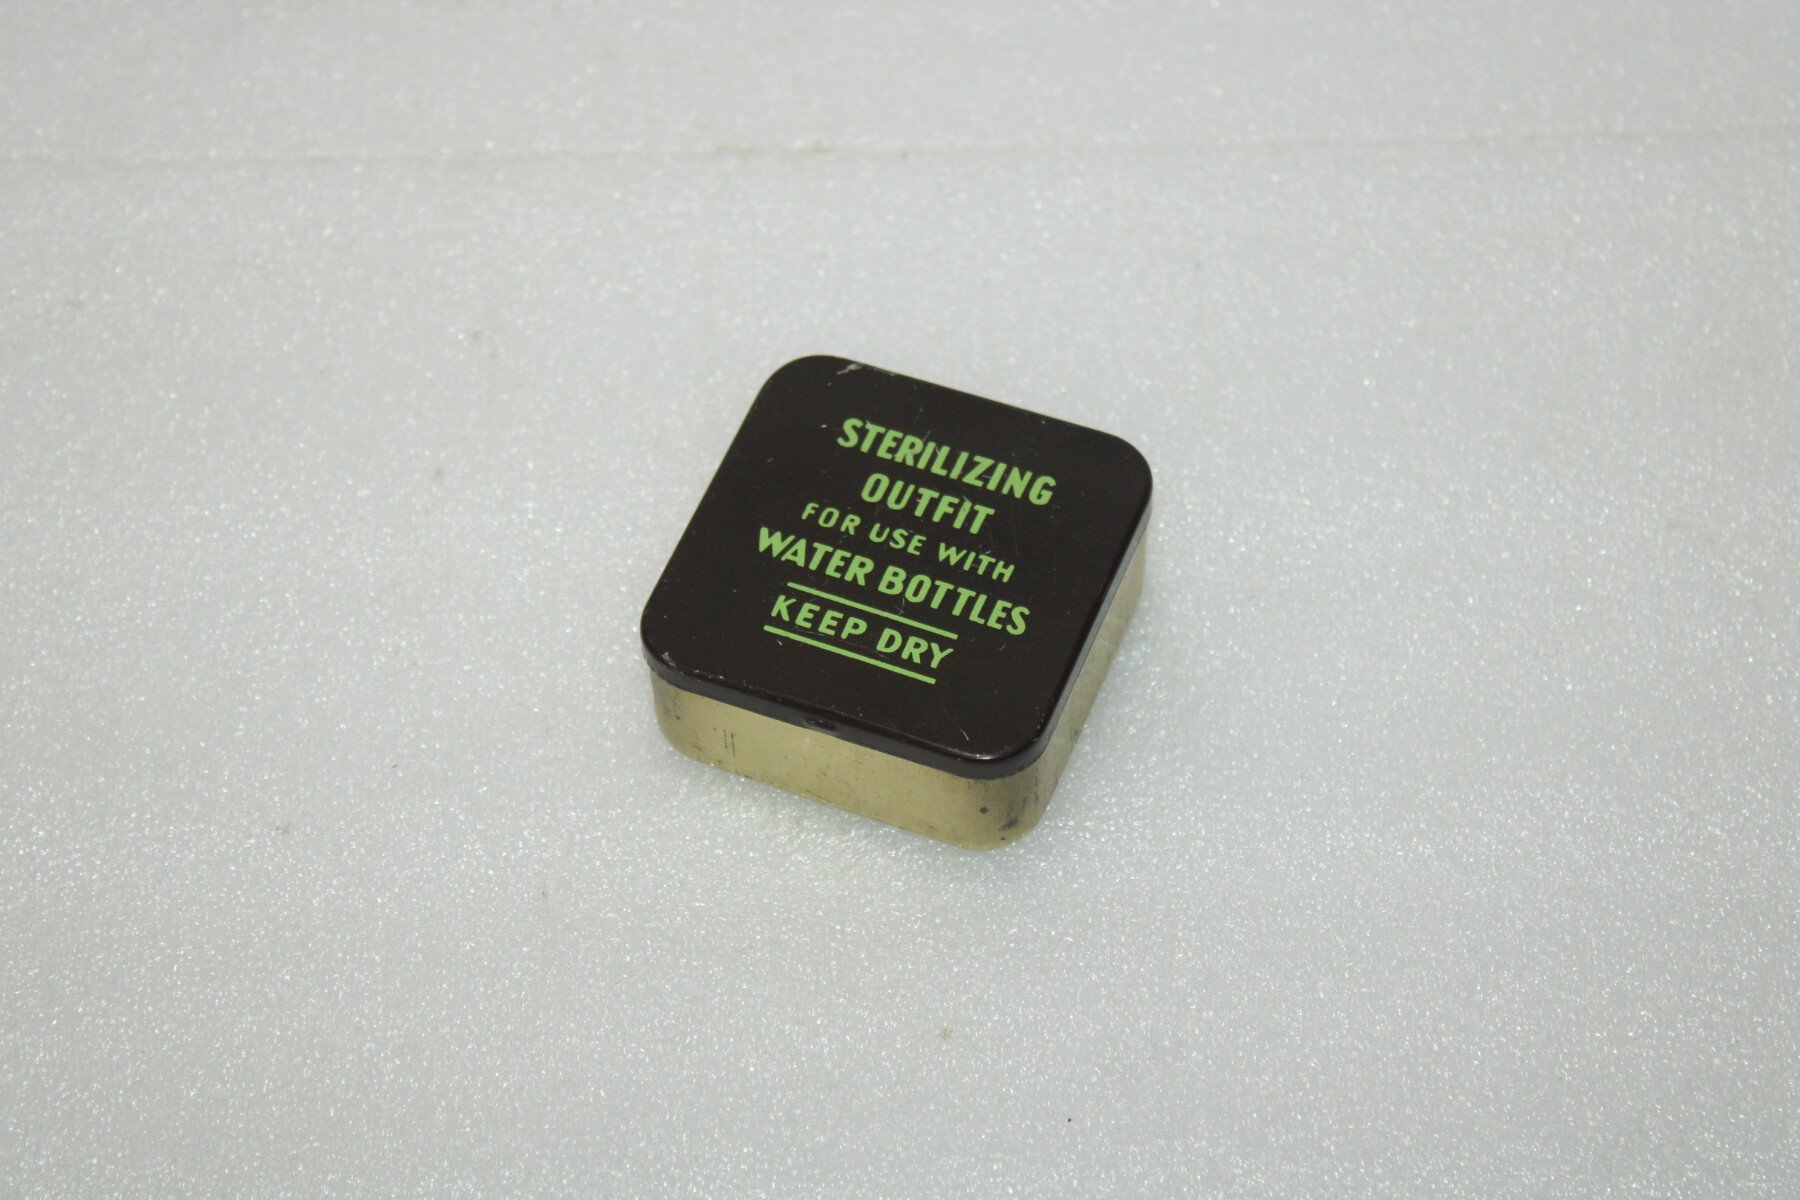 STERILIZING
OUTFIT
FOR USE WITH
WATER BOTTLES
KEEP DRY